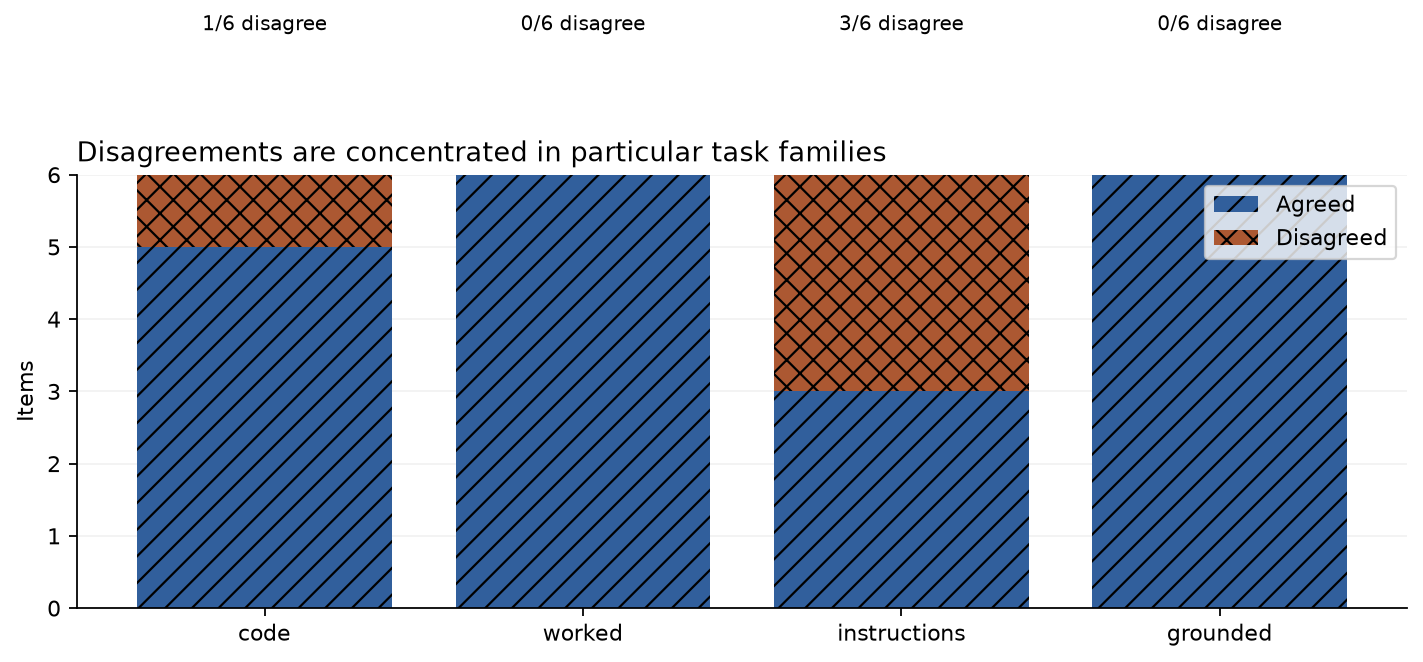 1/6 disagree
0/6 disagree
3/6 disagree
0/6 disagree
Disagreements are concentrated in particular task families
Items
6
5
4
3
2
1
0
Agreed
Disagreed
code
worked
instructions
grounded